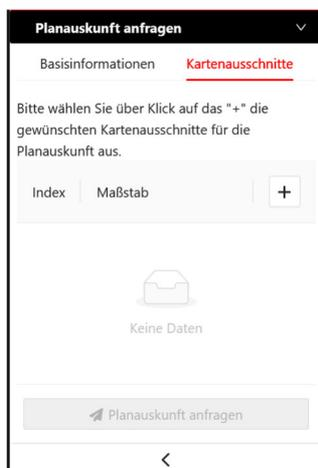 Planauskunft anfragen
Basisinformationen Kartenausschnitte
Bitte wählen Sie über Klick auf das "+" die
gewünschten Kartenausschnitte für die
Planauskunft aus.
Index Maßstab +
Keine Daten
Planauskunft anfragen